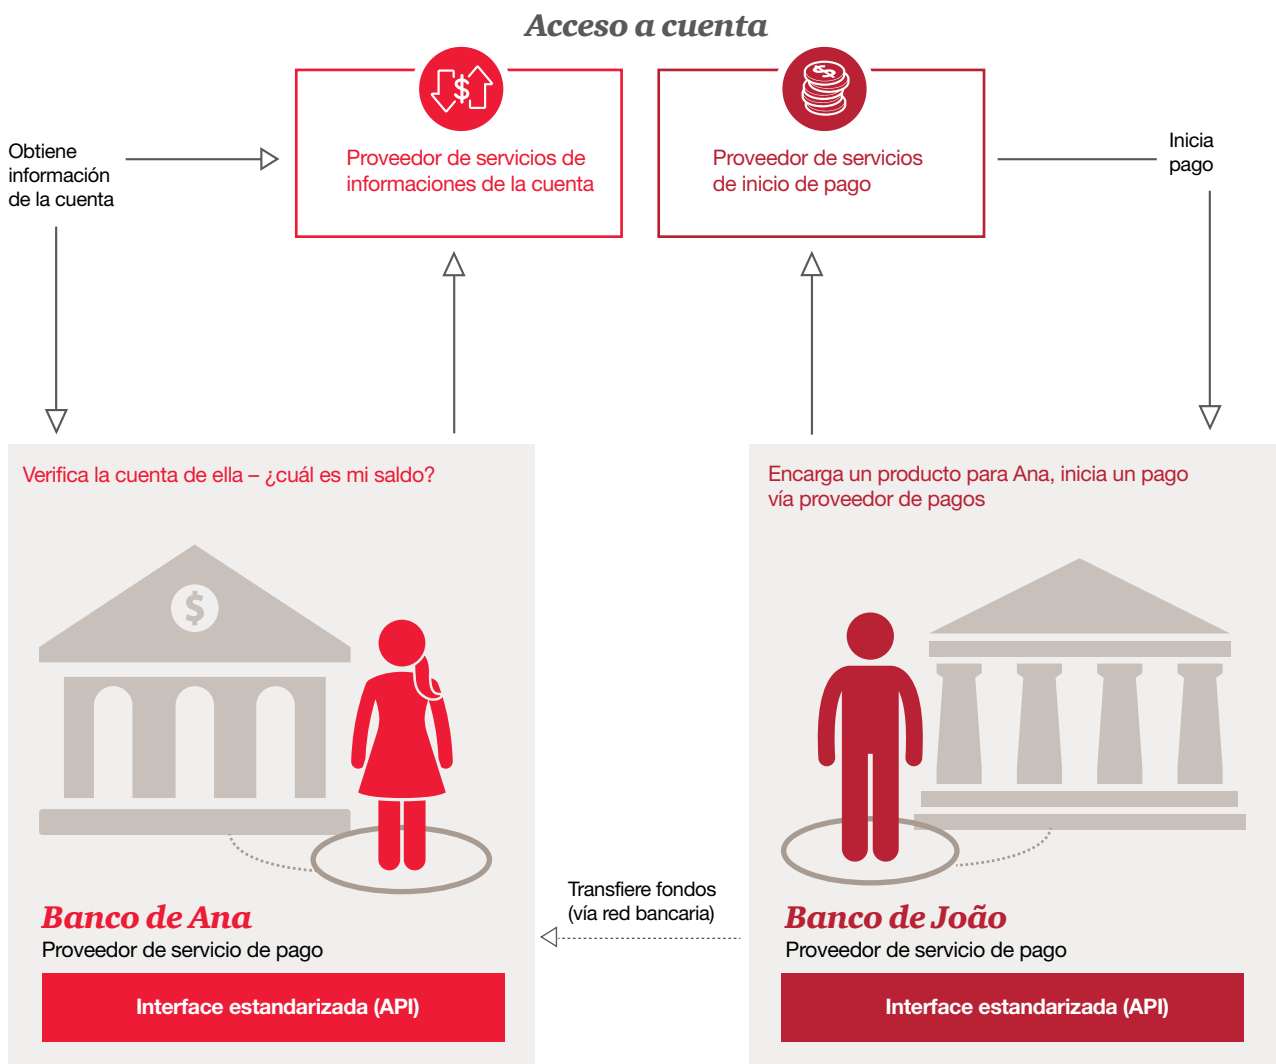 Acceso a cuenta
Obtiene
información
de la cuenta
$
Proveedor de servicios de
informaciones de la cuenta
$
Proveedor de servicios
de inicio de pago
Inicia
pago
Verifica la cuenta de ella – ¿cuál es mi saldo?
$
Banco de Ana
Proveedor de servicio de pago
Interface estandarizada (API)
Transfiere fondos
(vía red bancaria)
Encarga un producto para Ana, inicia un pago
vía proveedor de pagos
Banco de João
Proveedor de servicio de pago
Interface estandarizada (API)